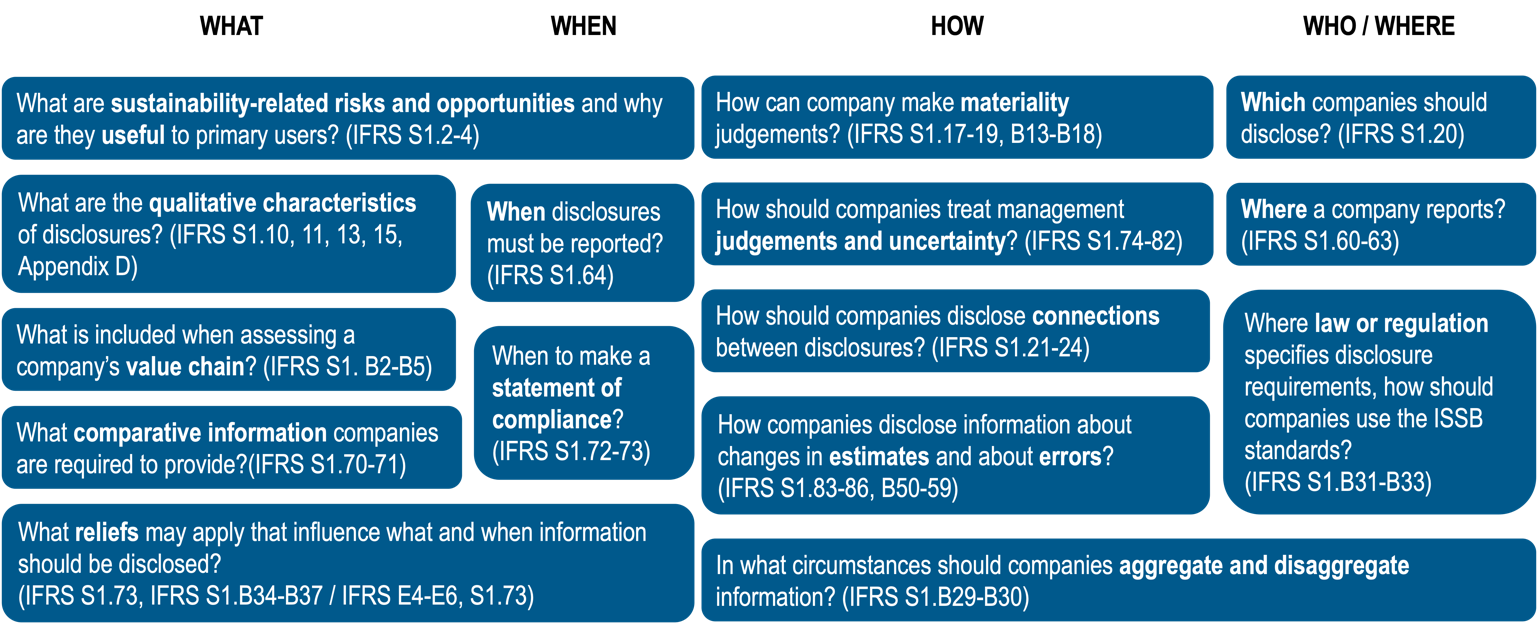 WHAT
WHEN
HOW
WHO / WHERE
What are sustainability-related risks and opportunities and why
are they useful to primary users? (IFRS S1.2-4)
What are the qualitative characteristics
of disclosures? (IFRS S1.10, 11, 13, 15,
Appendix D)
What is included when assessing a
company’s value chain? (IFRS S1. B2-B5)
What comparative information companies
are required to provide?(IFRS S1.70-71)
What reliefs may apply that influence what and when information
should be disclosed?
(IFRS S1.73, IFRS S1.B34-B37 / IFRS E4-E6, S1.73)
When disclosures
must be reported?
(IFRS S1.64)
When to make a
statement of
compliance?
(IFRS S1.72-73)
How can company make materiality
judgements? (IFRS S1.17-19, B13-B18)
How should companies treat management
judgements and uncertainty? (IFRS S1.74-82)
How should companies disclose connections
between disclosures? (IFRS S1.21-24)
How companies disclose information about
changes in estimates and about errors?
(IFRS S1.83-86, B50-59)
In what circumstances should companies aggregate and disaggregate
information? (IFRS S1.B29-B30)
Which companies should
disclose? (IFRS S1.20)
Where a company reports?
(IFRS S1.60-63)
Where law or regulation
specifies disclosure
requirements, how should
companies use the ISSB
standards?
(IFRS S1.B31-B33)